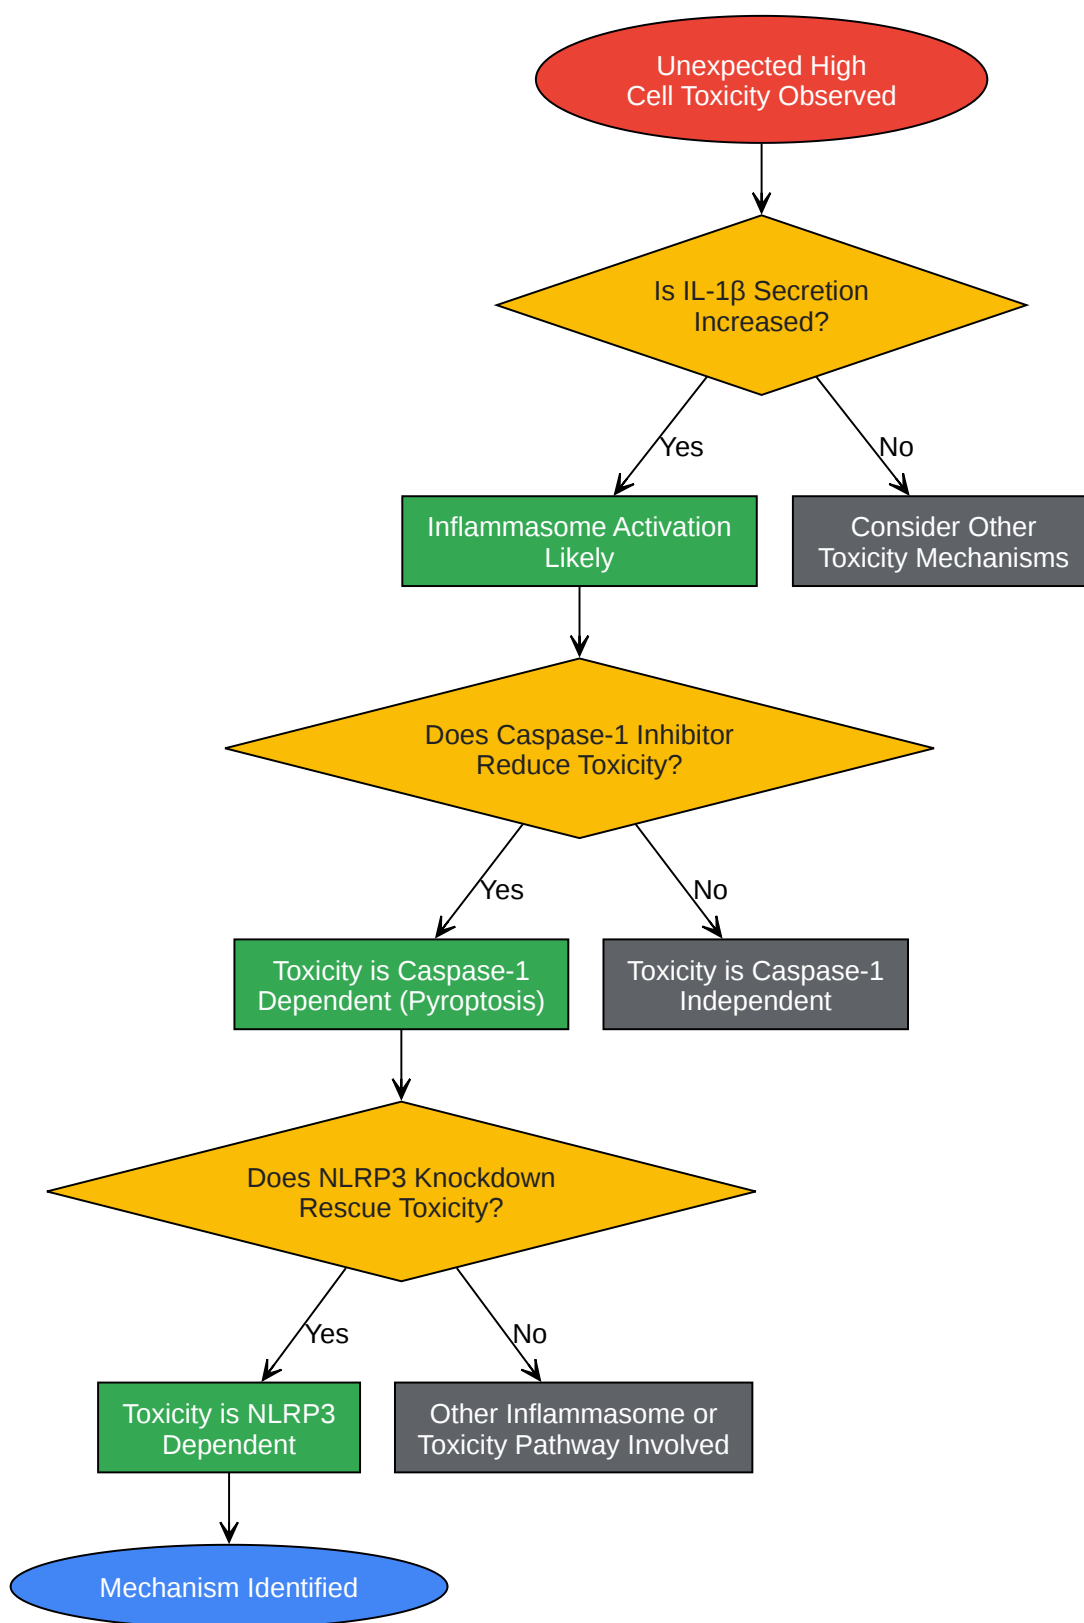 Unexpected High
Cell Toxicity Observed
Is IL-1β Secretion
Increased?
Yes
No
Inflammasome Activation
Likely
Consider Other
Toxicity Mechanisms
Does Caspase-1 Inhibitor
Reduce Toxicity?
Yes
No
Toxicity is Caspase-1
Dependent (Pyroptosis)
Toxicity is Caspase-1
Independent
Does NLRP3 Knockdown
Rescue Toxicity?
Yes
No
Toxicity is NLRP3
Dependent
Other Inflammasome or
Toxicity Pathway Involved
Mechanism Identified